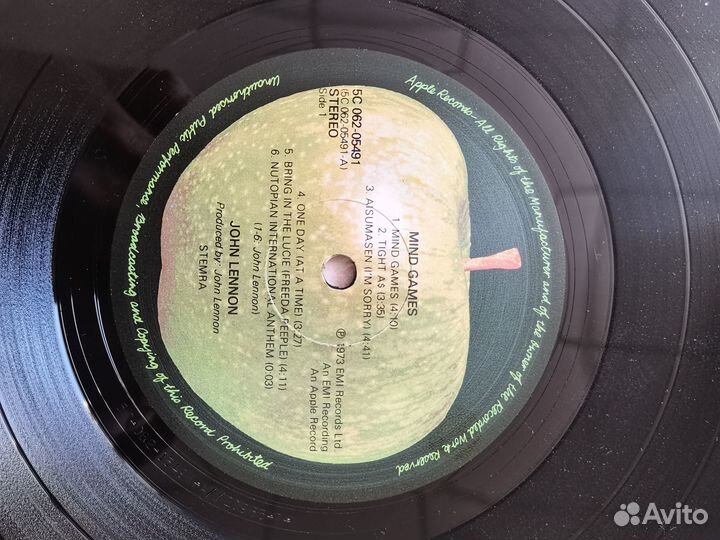 Apple Records-All Rights of the Manufacturer and of the Owner of the Recorded Work Reserved
Unauthorised Public Performance, Broadcasting and Copying of this Record Prohibited
5C 062-05491
(5C 062-05491-A)
STEREO
Side 1
MIND GAMES
1. MIND GAMES (4:10)
2. TIGHT A$ (3:35)
3. AISUMASEN (I'M SORRY) (4:41)
℗ 1973 EMI Records Ltd
An EMI Recording
An Apple Record
4. ONE DAY (AT A TIME) (3:27)
5. BRING IN THE LUCIE (FREEDA PEEPLE) (4:11)
6. NUTOPIAN INTERNATIONAL ANTHEM (0:03)
(1-6. John Lennon)
JOHN LENNON
Produced by: John Lennon
STEMRA
Avito